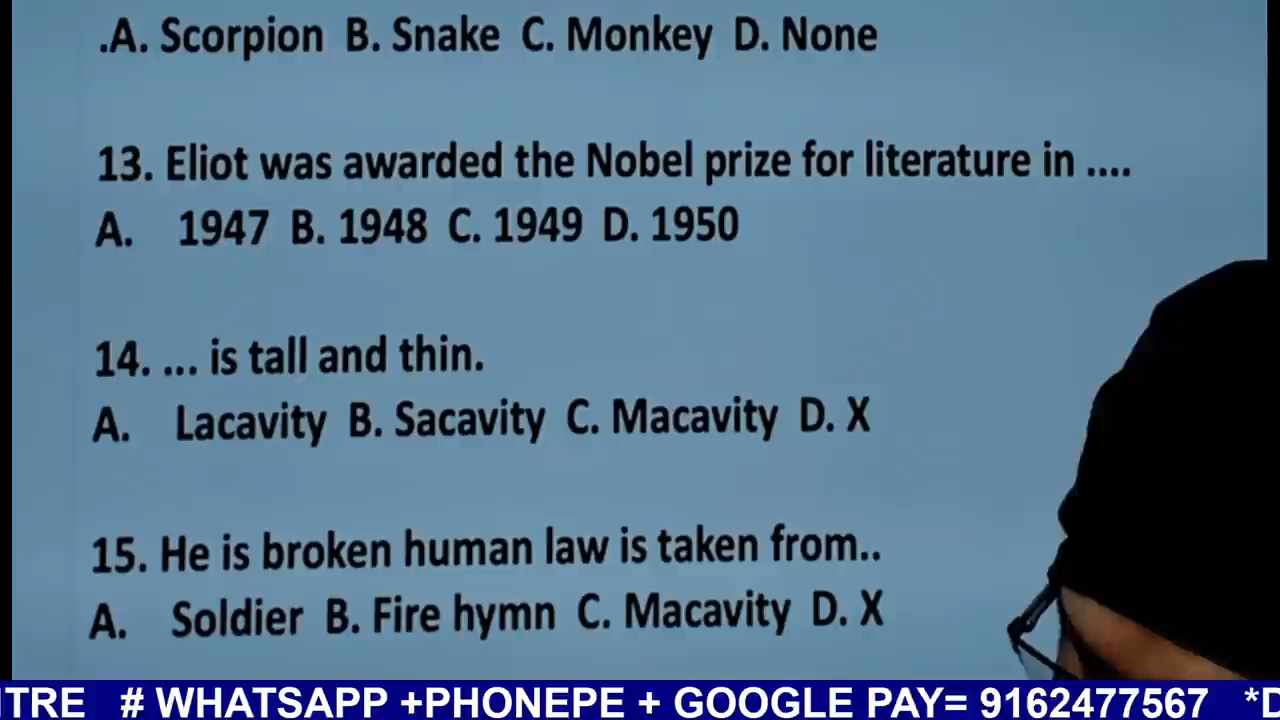 .A. Scorpion B. Snake C. Monkey D. None
13. Eliot was awarded the Nobel prize for literature in ....
A. 1947 B. 1948 C. 1949 D. 1950
14. ... is tall and thin.
A. Lacavity B. Sacavity C. Macavity D. X
15. He is broken human law is taken from..
A. Soldier B. Fire hymn C. Macavity D. X
ITRE # WHATSAPP +PHONEPE + GOOGLE PAY= 9162477567 *D